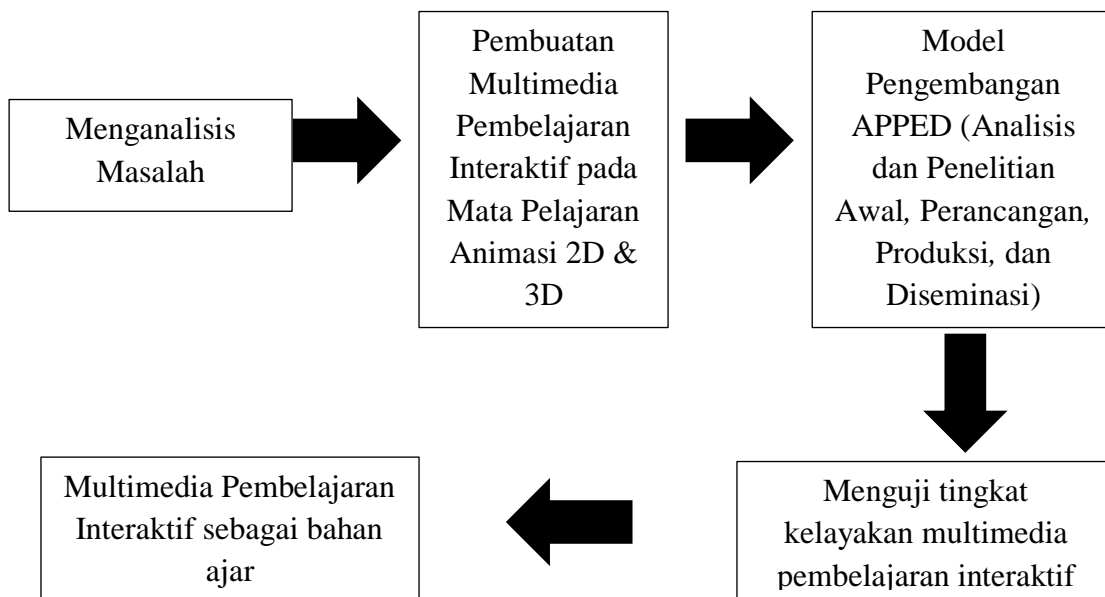 Menganalisis
Masalah
Pembuatan
Multimedia
Pembelajaran
Interaktif pada
Mata Pelajaran
Animasi 2D &
3D
Model
Pengembangan
APPED (Analisis
dan Penelitian
Awal, Perancangan,
Produksi, dan
Diseminasi)
Menguji tingkat
kelayakan multimedia
pembelajaran interaktif
Multimedia Pembelajaran
Interaktif sebagai bahan
ajar